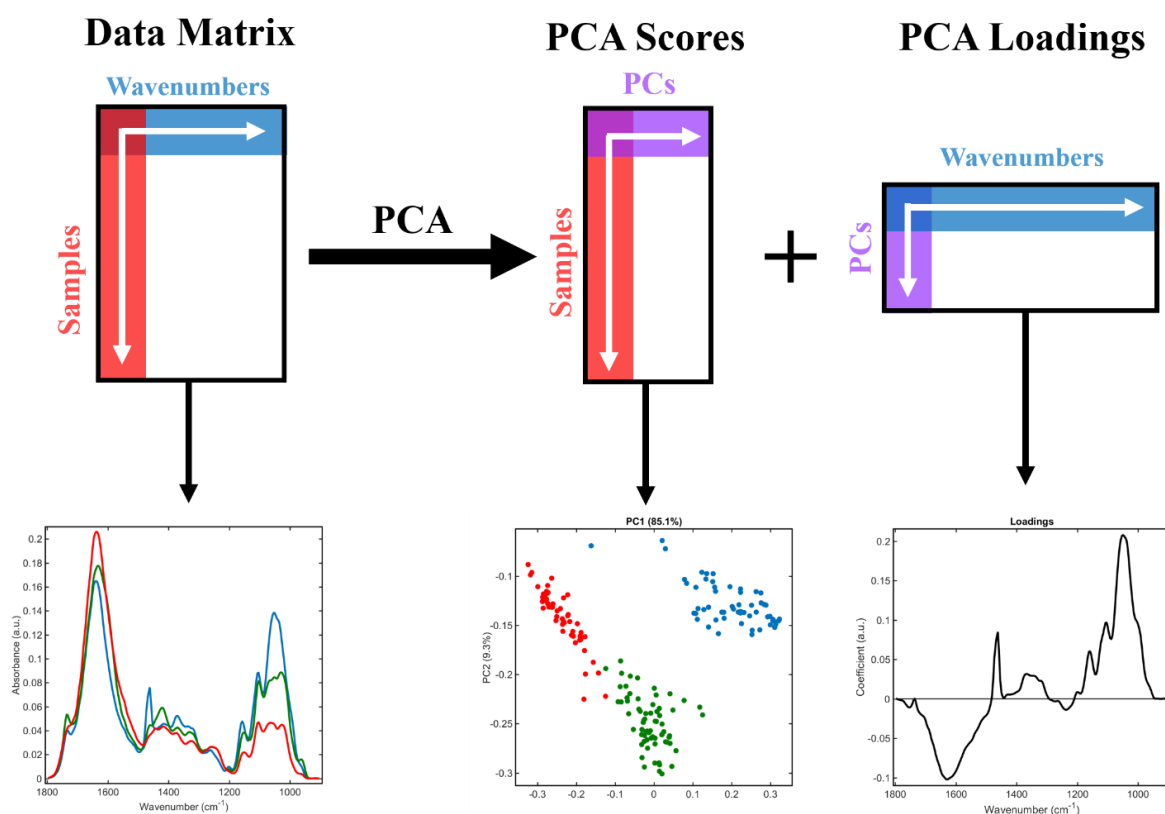 Data Matrix
PCA Scores
PCA Loadings
Wavenumbers
Samples
PCA
PCs
Samples
+
Wavenumbers
PCs
0.2
0.18
0.16
0.14
0.12
0.1
0.08
0.06
0.04
0.02
0
Absorbance (a.u.)
1800 1600 1400 1200 1000
Wavenumber (cm⁻¹)
PC1 (85.1%)
-0.1
-0.15
-0.2
-0.25
-0.3
PC2 (9.3%)
-0.3 -0.2 -0.1 0 0.1 0.2 0.3
Loadings
0.2
0.15
0.1
0.05
0
-0.05
-0.1
Coefficient (a.u.)
1800 1600 1400 1200 1000
Wavenumber (cm⁻¹)